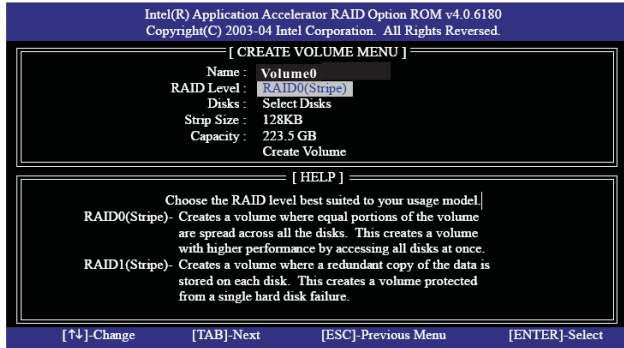 Intel(R) Application Accelerator RAID Option ROM v4.0.6180
Copyright(C) 2003-04 Intel Corporation. All Rights Reversed.
[ CREATE VOLUME MENU ]
Name : Volume0
RAID Level : RAID0(Stripe)
Disks : Select Disks
Strip Size : 128KB
Capacity : 223.5 GB
Create Volume
[ HELP ]
Choose the RAID level best suited to your usage model.
RAID0(Stripe)- Creates a volume where equal portions of the volume
are spread across all the disks. This creates a volume
with higher performance by accessing all disks at once.
RAID1(Stripe)- Creates a volume where a redundant copy of the data is
stored on each disk. This creates a volume protected
from a single hard disk failure.
[↑↓]-Change [TAB]-Next [ESC]-Previous Menu [ENTER]-Select